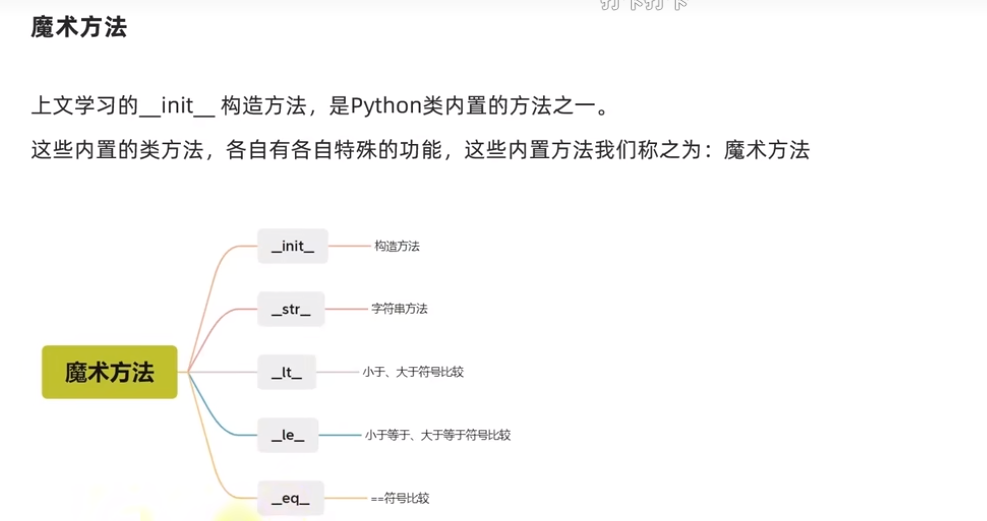 魔术方法
上文学习的__init__ 构造方法，是Python类内置的方法之一。
这些内置的类方法，各自有各自特殊的功能，这些内置方法我们称之为：魔术方法
_init_ 构造方法
_str_ 字符串方法
_lt_ 小于、大于符号比较
魔术方法
_le_ 小于等于、大于等于符号比较
_eq_ ==符号比较